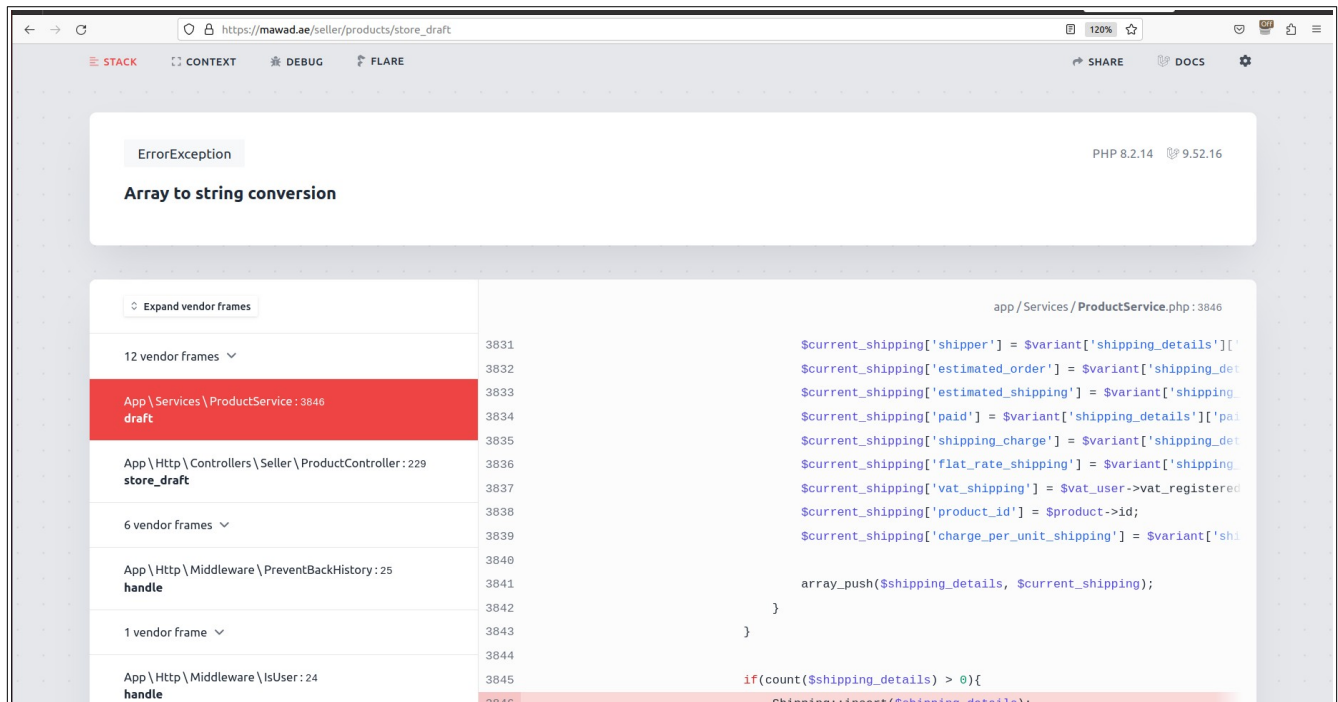 https://mawad.ae/seller/products/store_draft
120%
Off
STACK CONTEXT DEBUG FLARE SHARE DOCS
ErrorException
PHP 8.2.14 9.52.16
Array to string conversion
Expand vendor frames
app / Services / ProductService.php : 3846
12 vendor frames
App \ Services \ ProductService : 3846
draft
App \ Http \ Controllers \ Seller \ ProductController : 229
store_draft
6 vendor frames
App \ Http \ Middleware \ PreventBackHistory : 25
handle
1 vendor frame
App \ Http \ Middleware \ IsUser : 24
handle
3831 $current_shipping['shipper'] = $variant['shipping_details']['
3832 $current_shipping['estimated_order'] = $variant['shipping_det
3833 $current_shipping['estimated_shipping'] = $variant['shipping_
3834 $current_shipping['paid'] = $variant['shipping_details']['pai
3835 $current_shipping['shipping_charge'] = $variant['shipping_det
3836 $current_shipping['flat_rate_shipping'] = $variant['shipping_
3837 $current_shipping['vat_shipping'] = $vat_user->vat_registered
3838 $current_shipping['product_id'] = $product->id;
3839 $current_shipping['charge_per_unit_shipping'] = $variant['shi
3840
3841 array_push($shipping_details, $current_shipping);
3842 }
3843 }
3844
3845 if(count($shipping_details) > 0){
3846 Shipping::insert($shipping_details);